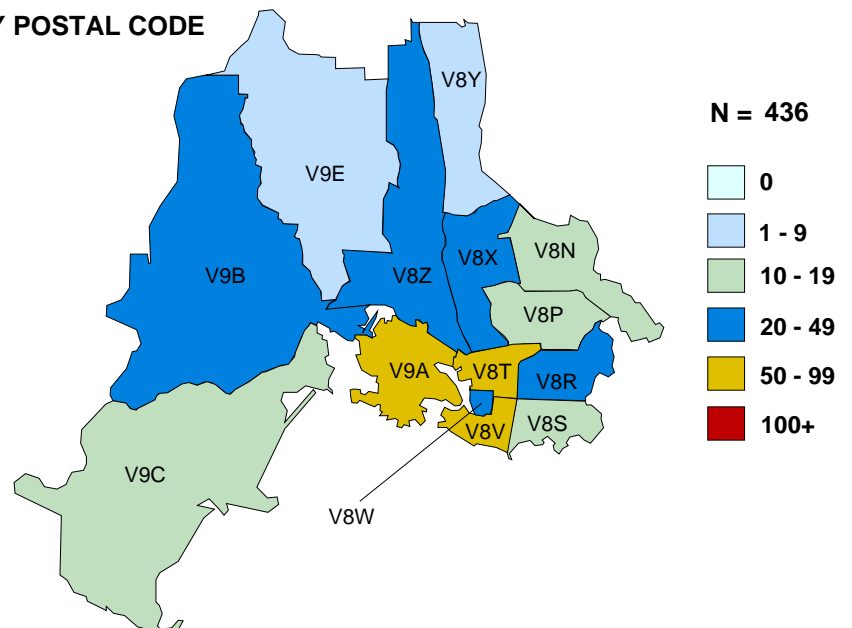 Y POSTAL CODE
V8Y
N = 436
V9E
0
1 - 9
V8N
V9B
V8Z
V8X
10 - 19
V8P
20 - 49
V9A
V8T
V8R
50 - 99
V8V
V8S
100+
V9C
V8W